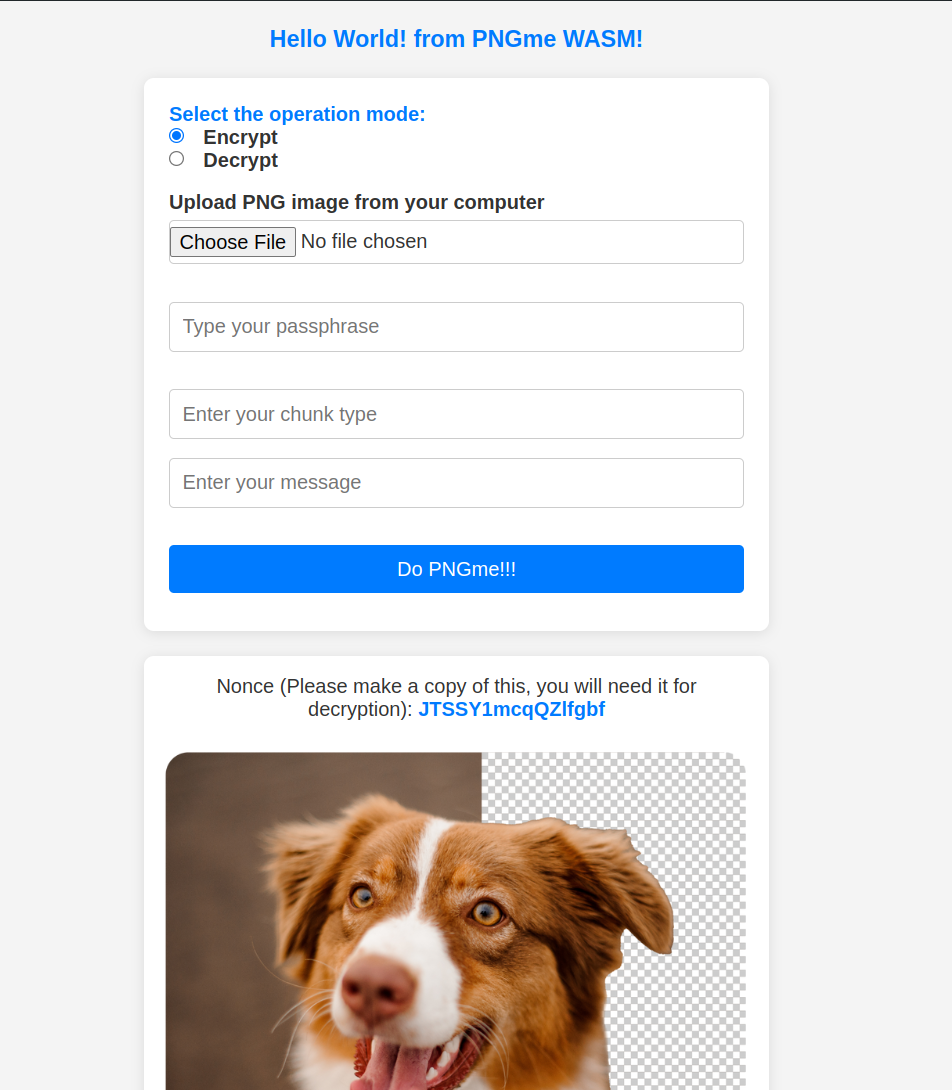 Hello World! from PNGme WASM!
Select the operation mode:
Encrypt
Decrypt
Upload PNG image from your computer
Choose File No file chosen
Type your passphrase
Enter your chunk type
Enter your message
Do PNGme!!!
Nonce (Please make a copy of this, you will need it for
decryption): JTSSY1mcqQZlfgbf